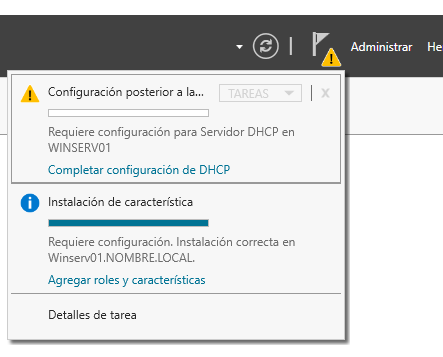 Administrar He
Configuración posterior a la...
TAREAS
X
Requiere configuración para Servidor DHCP en
WINSERV01
Completar configuración de DHCP
Instalación de característica
Requiere configuración. Instalación correcta en
Winserv01.NOMBRE.LOCAL.
Agregar roles y características
Detalles de tarea